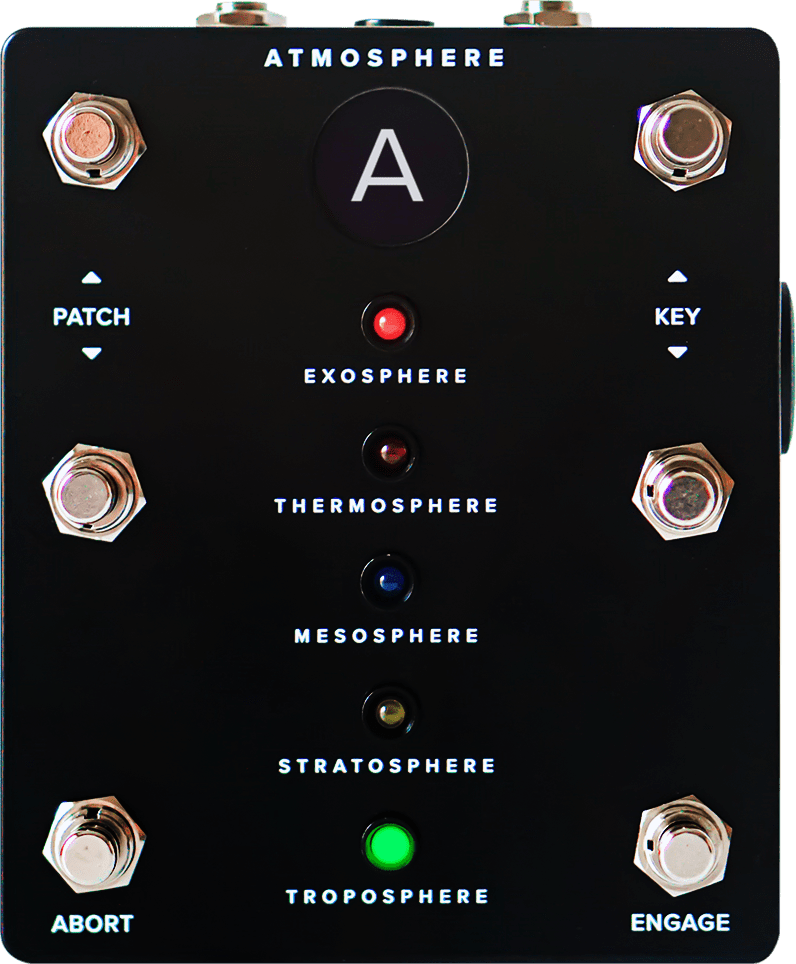 ATMOSPHERE
A
PATCH
KEY
EXOSPHERE
THERMOSPHERE
MESOSPHERE
STRATOSPHERE
TROPOSPHERE
ABORT
ENGAGE